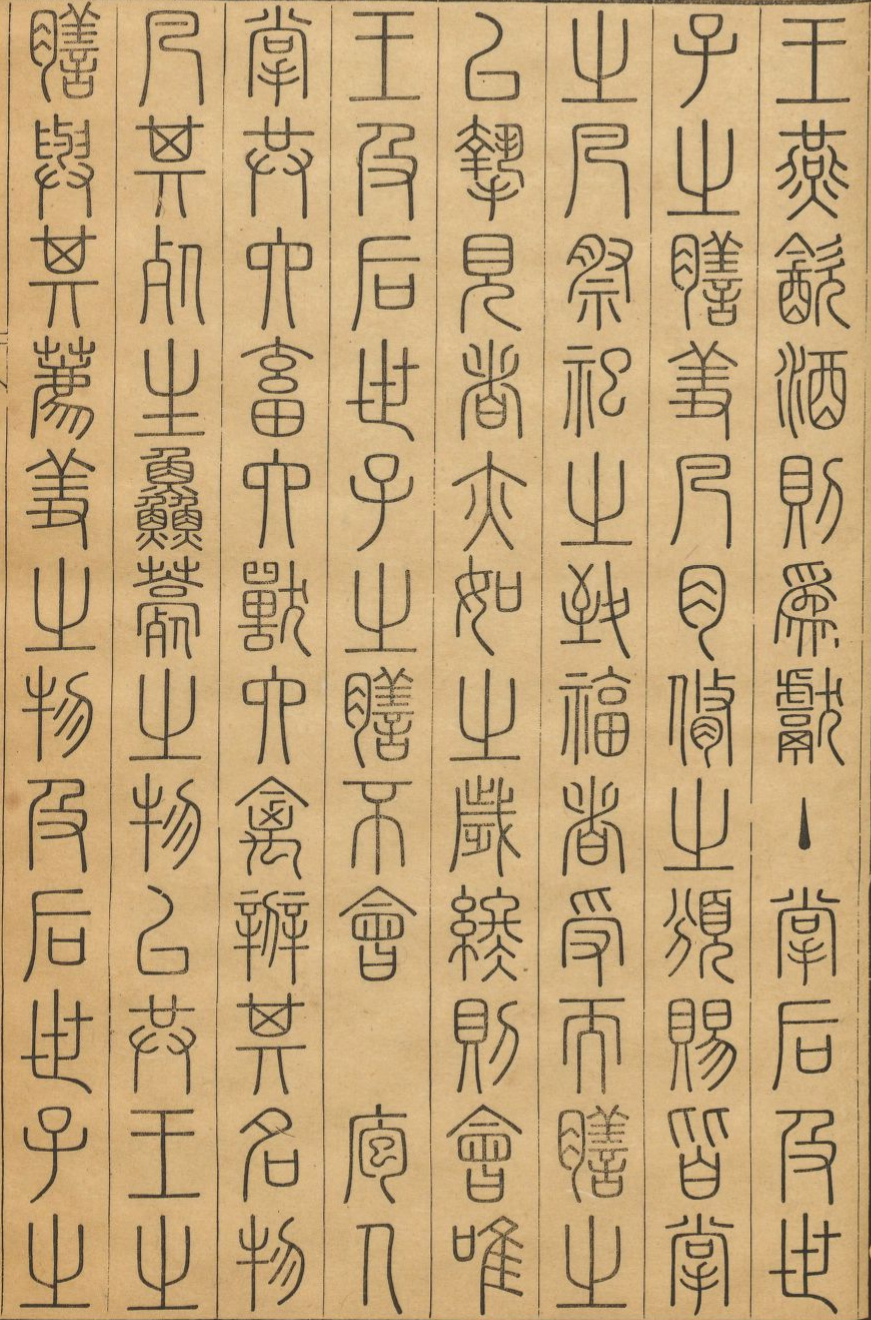 王燕飲酒則爲獻丶掌后及世
子之膳羞凡肉脩之頒賜皆掌
之凡祭祀之致福者受而膳之
以摯見者亦如之歲終則會唯
王及后世子之膳不會　庖人
掌共六畜六獸六禽辨其名物
凡其死生鱻薧之物以共王之
膳與其薦羞之物及后世子之